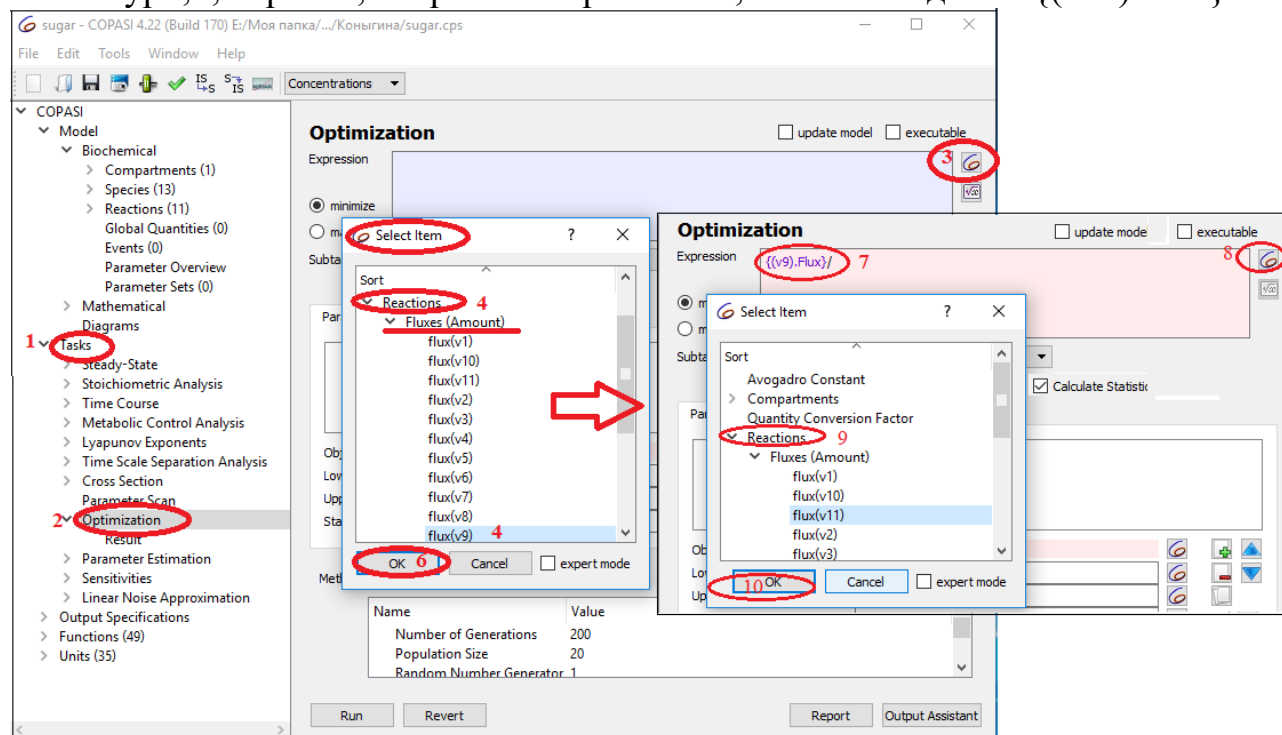 sugar - COPASI 4.22 (Build 170) E:/Моя папка/.../Коныгина/sugar.cps
File Edit Tools Window Help
Concentrations
COPASI
Model
Biochemical
Compartments (1)
Species (13)
Reactions (11)
Global Quantities (0)
Events (0)
Parameter Overview
Parameter Sets (0)
Mathematical
Diagrams
1 Tasks
Steady-State
Stoichiometric Analysis
Time Course
Metabolic Control Analysis
Lyapunov Exponents
Time Scale Separation Analysis
Cross Section
Parameter Scan
2 Optimization
Result
Parameter Estimation
Sensitivities
Linear Noise Approximation
Output Specifications
Functions (49)
Units (35)
Optimization
update model executable
Expression
3
minimize
Select Item ? ×
Sort
Reactions 4
Fluxes (Amount)
flux(v1)
flux(v10)
flux(v11)
flux(v2)
flux(v3)
flux(v4)
flux(v5)
flux(v6)
flux(v7)
flux(v8)
flux(v9) 4
OK 6 Cancel expert mode
Name Value
Number of Generations 200
Population Size 20
Random Number Generator 1
Run Revert Report Output Assistant
Optimization
update mode executable
Expression
{(v9).Flux}/ 7
8
Calculate Statistic
Select Item ? ×
Sort
Avogadro Constant
Compartments
Quantity Conversion Factor
Reactions 9
Fluxes (Amount)
flux(v1)
flux(v10)
flux(v11)
flux(v2)
flux(v3)
10 OK Cancel expert mode